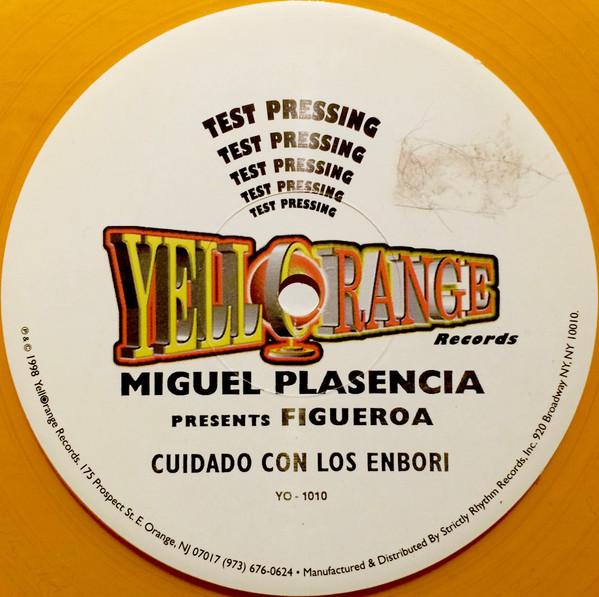 TEST PRESSING
TEST PRESSING
TEST PRESSING
TEST PRESSING
TEST PRESSING
YELLORANGE
Records
MIGUEL PLASENCIA
PRESENTS FIGUEROA
CUIDADO CON LOS ENBORI
YO - 1010
℗ & © 1998 YellOrange Records, 175 Prospect St. E. Orange, NJ 07017 (973) 676-0624 • Manufactured & Distributed By Strictly Rhythm Records, Inc. 920 Broadway NY, NY 10010.